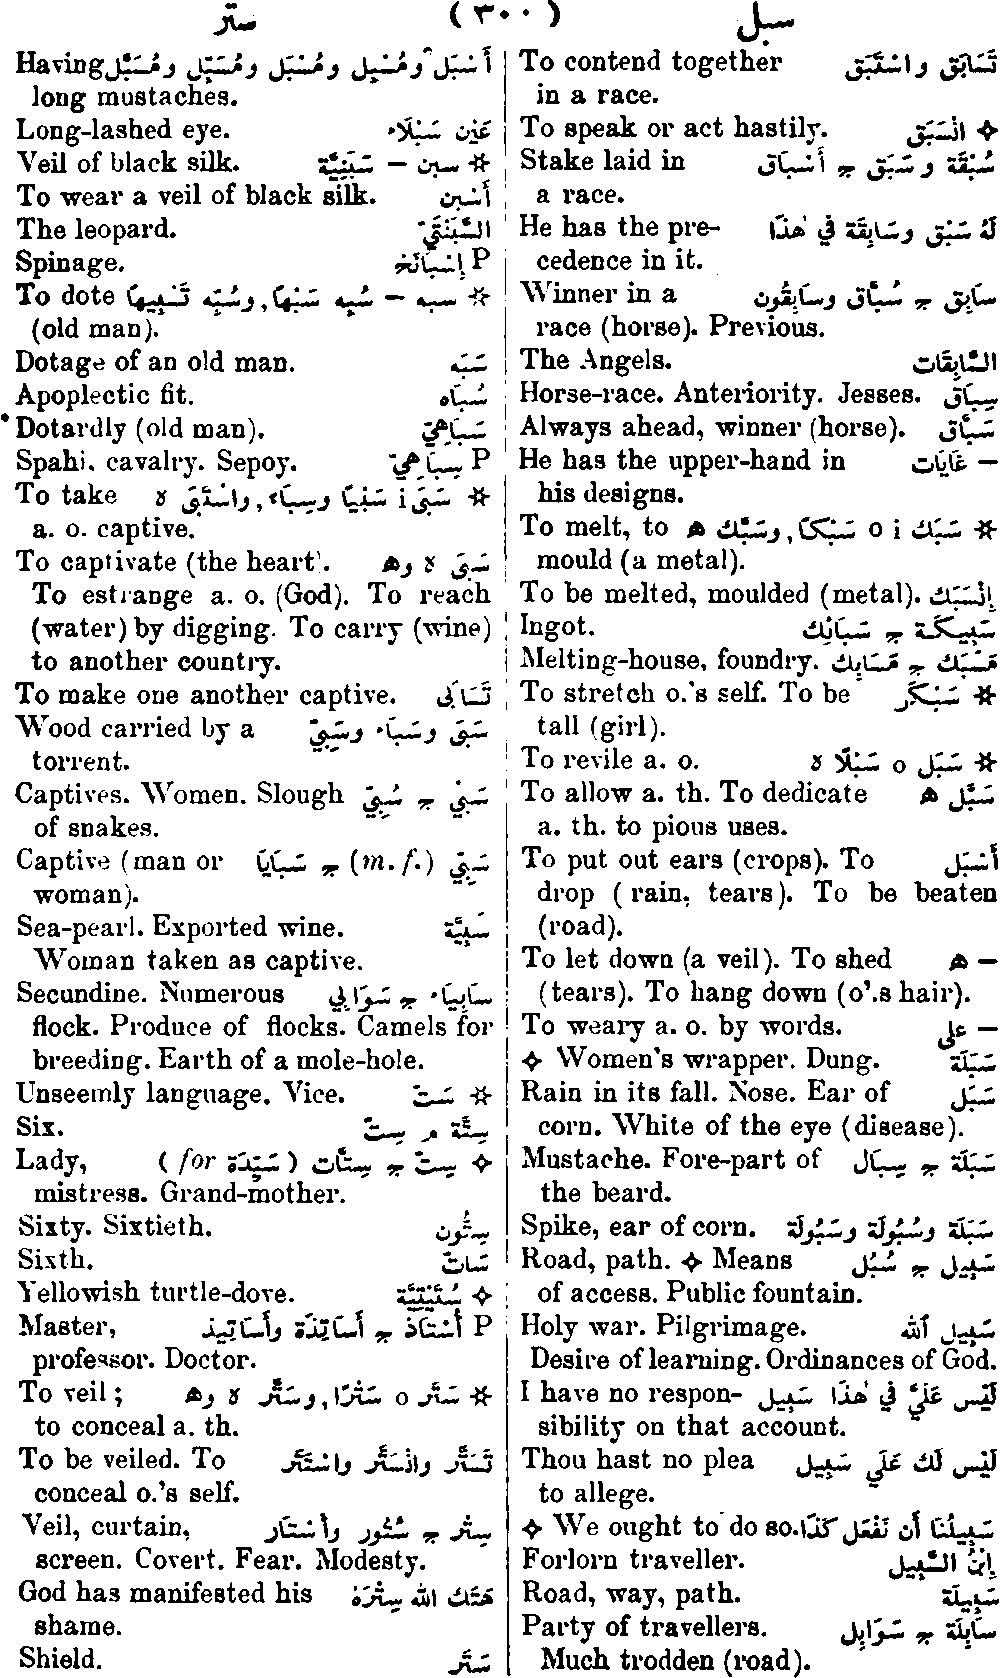 سبل ( ٣٠٠ ) ستر
To contend together تَسَابَق واسْتَبَق
in a race.
To speak or act hastily. انْسَبَق ✧
Stake laid in سُبْقَة وسَبَق ج أَسْبَاق
a race.
He has the pre- لَهُ سَبْق وسَابِقَة فِي هٰذَا
cedence in it.
Winner in a سَابِق ج سُبَّاق وسَابِقُون
race (horse). Previous.
The Angels. السَّابِقَات
Horse-race. Anteriority. Jesses. سِبَاق
Always ahead, winner (horse). سَبَّاق
He has the upper-hand in – غَايَات
his designs.
To melt, to ✲ سَبَك i o سَبْكًا, وسَبَّك ه
mould (a metal).
To be melted, moulded (metal). إِنْسَبَك
Ingot. سَبِيكَة ج سَبَائِك
Melting-house, foundry. مَسْبَك ج مَسَابِك
To stretch o.'s self. To be ✲ سَبْكَر
tall (girl).
To revile a. o. ✲ سَبَل o سَبْلًا لا
To allow a. th. To dedicate سَبَّل ه
a. th. to pious uses.
To put out ears (crops). To أَسْبَل
drop (rain, tears). To be beaten
(road).
To let down (a veil). To shed – ه
(tears). To hang down (o'.s hair).
To weary a. o. by words. – على
✧ Women's wrapper. Dung. سَبَلَة
Rain in its fall. Nose. Ear of سَبَل
corn. White of the eye (disease).
Mustache. Fore-part of سَبَلَة ج سِبَال
the beard.
Spike, ear of corn. سَبَلَة وسُبُولَة وسَبُولَة
Road, path. ✧ Means سَبِيل ج سُبُل
of access. Public fountain.
Holy war. Pilgrimage. سَبِيل ٱلله
Desire of learning. Ordinances of God.
I have no respon- لَيْس عَلَيَّ فِي هٰذَا سَبِيل
sibility on that account.
Thou hast no plea لَيْس لَك عَلَي سَبِيل
to allege.
✧ We ought to do so. سَبِيلُنَا أَن نَفْعَل كَذَا
Forlorn traveller. إِبْنُ السَّبِيل
Road, way, path. سَبِيلَة
Party of travellers. سَابِلَة ج سَوَابِل
Much trodden (road).
Having أَسْبَل ومُسْبِل ومُسْبَل ومُسَبِّل ومُسَبَّل
long mustaches.
Long-lashed eye. عَيْن سَبْلَاء
Veil of black silk. ✲ سبن – سَبَنِيَّة
To wear a veil of black silk. أَسْبَن
The leopard. السَّبَنْتَى
Spinage. P إِسْبَانَخ
To dote ✲ سبه – سُبِه سَبْهًا, وسُبِّه تَسْبِيهًا
(old man).
Dotage of an old man. سَبَه
Apoplectic fit. سُبَاه
Dotardly (old man). سَبَاهِيّ
Spahi. cavalry. Sepoy. P سِبَاهِيّ
To take ✲ سَبَى i سَبْيًا وسِبَاء, واسْتَبَى لا
a. o. captive.
To captivate (the heart). سَبَى لا وه
To estrange a. o. (God). To reach
(water) by digging. To carry (wine)
to another country.
To make one another captive. تَسَابَى
Wood carried by a سَبَى وسَبَاء وسَبِيّ
torrent.
Captives. Women. Slough سَبْي ج سُبِيّ
of snakes.
Captive (man or سَبِيّ (m. f.) ج سَبَايَا
woman).
Sea-pearl. Exported wine. سَبِيَّة
Woman taken as captive.
Secundine. Numerous سَابِيَاء ج سَوَابِي
flock. Produce of flocks. Camels for
breeding. Earth of a mole-hole.
Unseemly language. Vice. ✲ سَتّ
Six. سِتَّة م سِتّ
Lady, ✧ سِتّ ج سِتَّات ( for سَيِّدَة )
mistress. Grand-mother.
Sixty. Sixtieth. سِتُّون
Sixth. سَاتّ
Yellowish turtle-dove. ✧ سُتَيْتِيَّة
Master, P أُسْتَاذ ج أَسَاتِذَة وأَسَاتِيذ
professor. Doctor.
To veil ; ✲ سَتَر o سَتْرًا, وسَتَّر لا وه
to conceal a. th.
To be veiled. To تَسَتَّر وانْسَتَر واسْتَتَر
conceal o.'s self.
Veil, curtain, سِتْر ج سُتُور وأَسْتَار
screen. Covert. Fear. Modesty.
God has manifested his هَتَك الله سِتْرَهُ
shame.
Shield. سَتَر